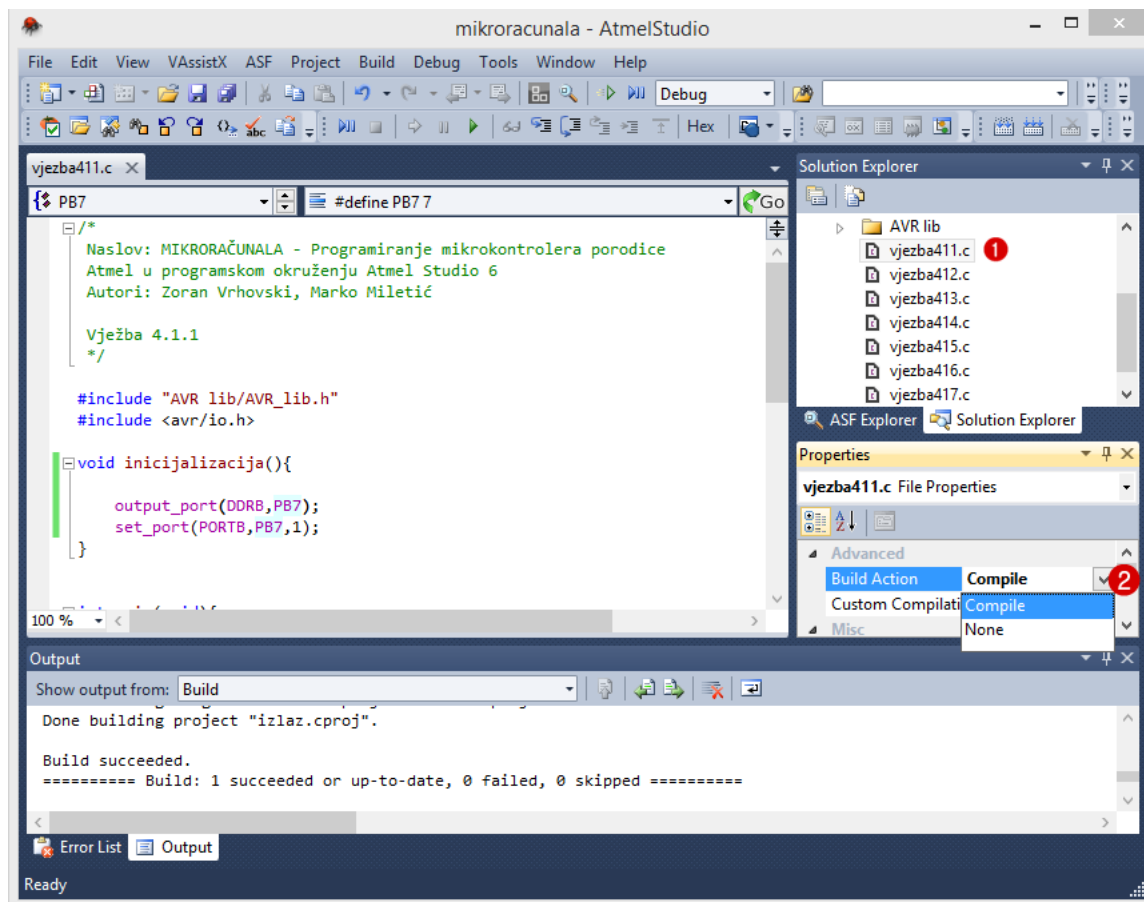 mikroracunala - AtmelStudio
File Edit View VAssistX ASF Project Build Debug Tools Window Help
Debug
Hex
vjezba411.c
PB7
#define PB7 7
Go
/*
Naslov: MIKRORAČUNALA - Programiranje mikrokontrolera porodice
Atmel u programskom okruženju Atmel Studio 6
Autori: Zoran Vrhovski, Marko Miletić
Vježba 4.1.1
*/
#include "AVR lib/AVR_lib.h"
#include <avr/io.h>
void inicijalizacija(){
output_port(DDRB,PB7);
set_port(PORTB,PB7,1);
}
100 %
Solution Explorer
AVR lib
vjezba411.c 1
vjezba412.c
vjezba413.c
vjezba414.c
vjezba415.c
vjezba416.c
vjezba417.c
ASF Explorer Solution Explorer
Properties
vjezba411.c File Properties
Advanced
Build Action Compile 2
Custom Compilati Compile
Misc None
Output
Show output from: Build
Done building project "izlaz.cproj".
Build succeeded.
========== Build: 1 succeeded or up-to-date, 0 failed, 0 skipped ==========
Error List Output
Ready